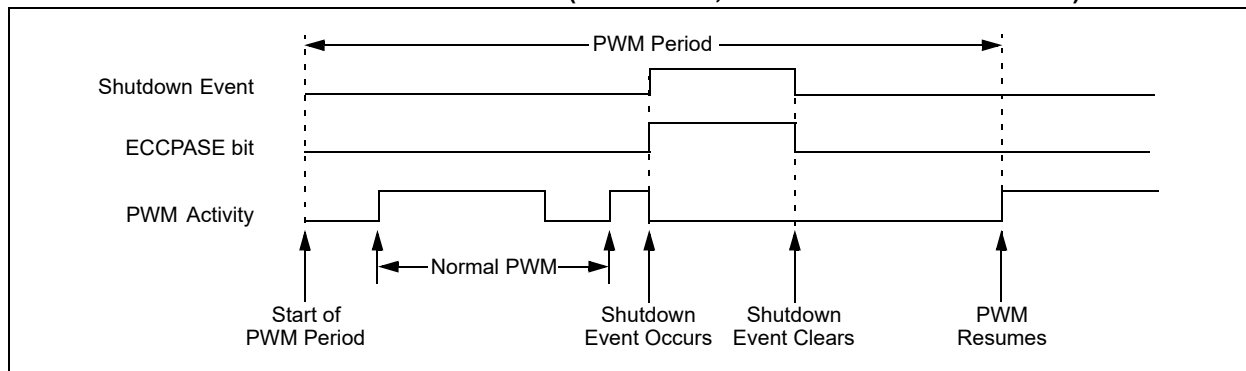 PWM Period
Shutdown Event
ECCPASE bit
PWM Activity
Normal PWM
Start of
PWM Period
Shutdown
Event Occurs
Shutdown
Event Clears
PWM
Resumes